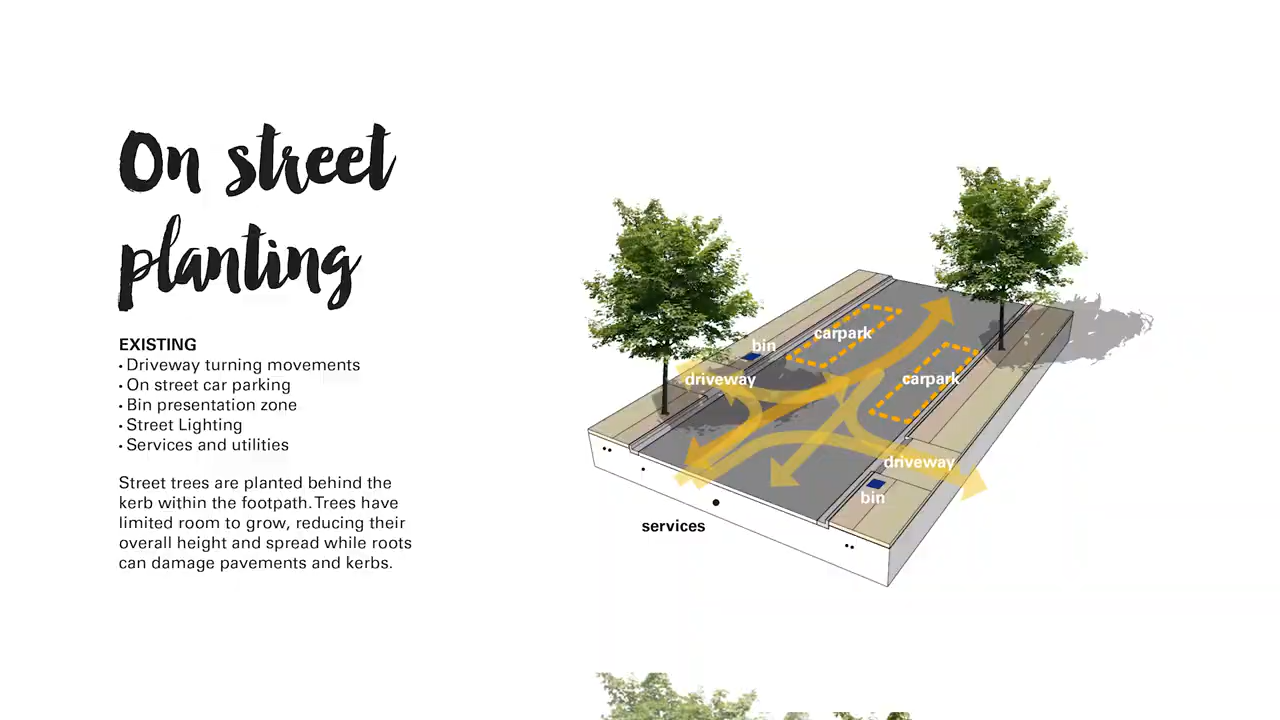 On street
planting
EXISTING
• Driveway turning movements
• On street car parking
• Bin presentation zone
• Street Lighting
• Services and utilities
Street trees are planted behind the
kerb within the footpath. Trees have
limited room to grow, reducing their
overall height and spread while roots
can damage pavements and kerbs.
carpark
bin
driveway
carpark
driveway
bin
services